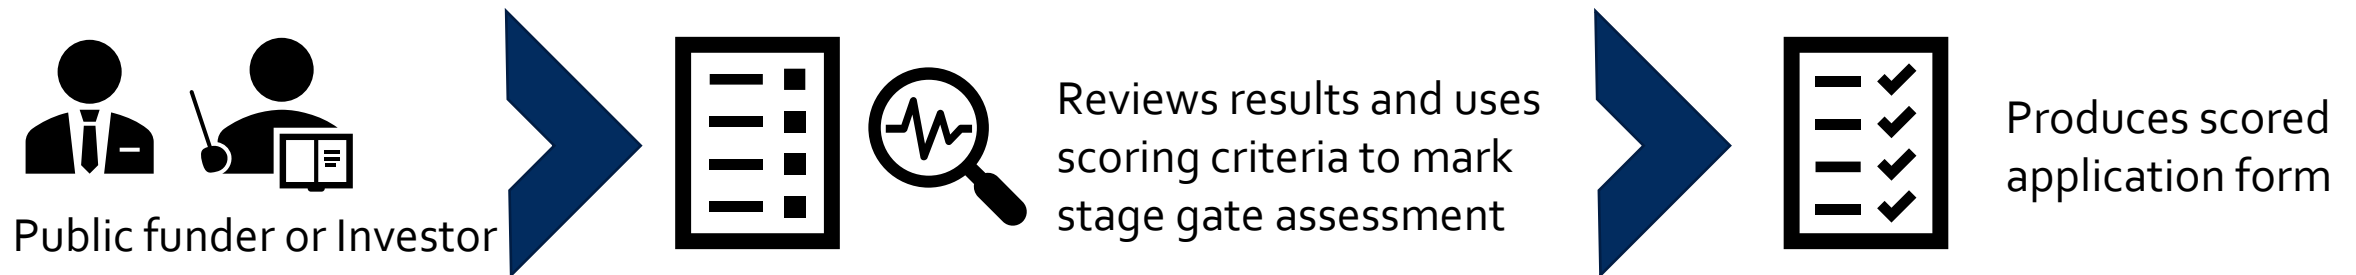 Public funder or Investor
Reviews results and uses
scoring criteria to mark
stage gate assessment
Produces scored
application form